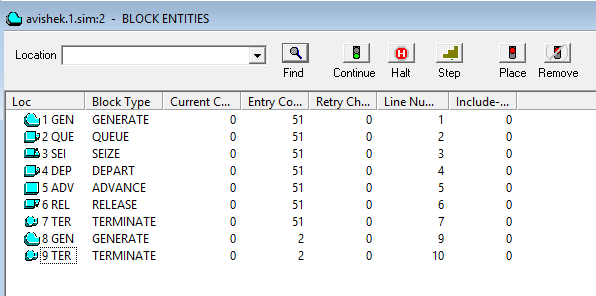 avishek.1.sim:2 - BLOCK ENTITIES
Location
Find Continue Halt Step Place Remove
Loc Block Type Current C... Entry Co... Retry Ch... Line Nu... Include-...
1 GEN GENERATE 0 51 0 1 0
2 QUE QUEUE 0 51 0 2 0
3 SEI SEIZE 0 51 0 3 0
4 DEP DEPART 0 51 0 4 0
5 ADV ADVANCE 0 51 0 5 0
6 REL RELEASE 0 51 0 6 0
7 TER TERMINATE 0 51 0 7 0
8 GEN GENERATE 0 2 0 9 0
9 TER TERMINATE 0 2 0 10 0